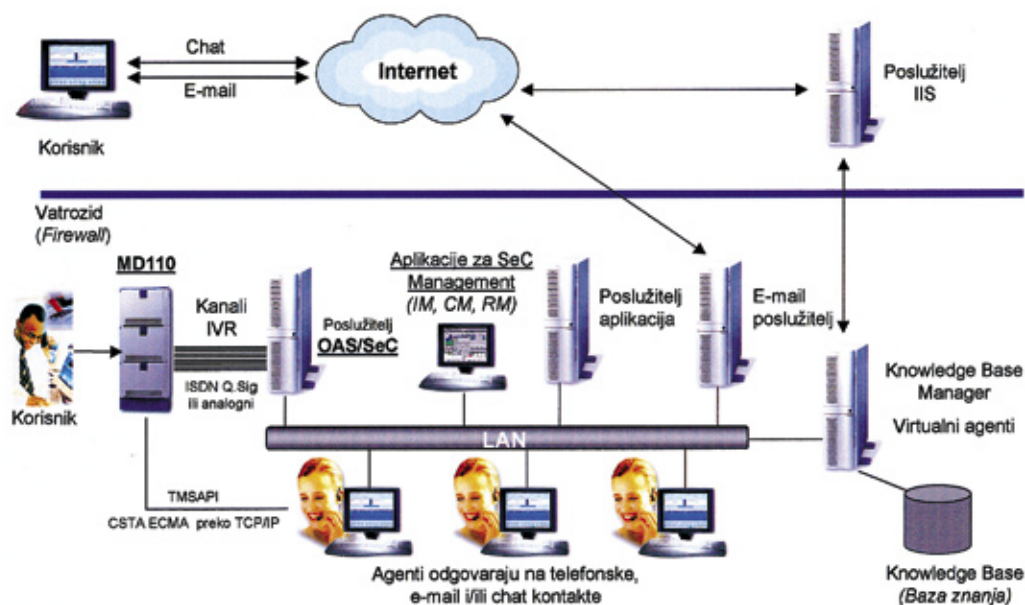 Chat
Internet
E-mail
Korisnik
Poslužitelj
IIS
Vatrozid
(Firewall)
MD110
Kanali
IVR
Poslužitelj
OAS/SeC
ISDN Q.Sig
ili analogni
Aplikacije za SeC
Management
(IM, CM, RM)
Poslužitelj
aplikacija
E-mail
poslužitelj
Korisnik
Knowledge Base
Manager
Virtualni agenti
LAN
TMSAPI
CSTA ECMA preko TCP/IP
Agenti odgovaraju na telefonske,
e-mail i/ili chat kontakte
Knowledge Base
(Baza znanja)